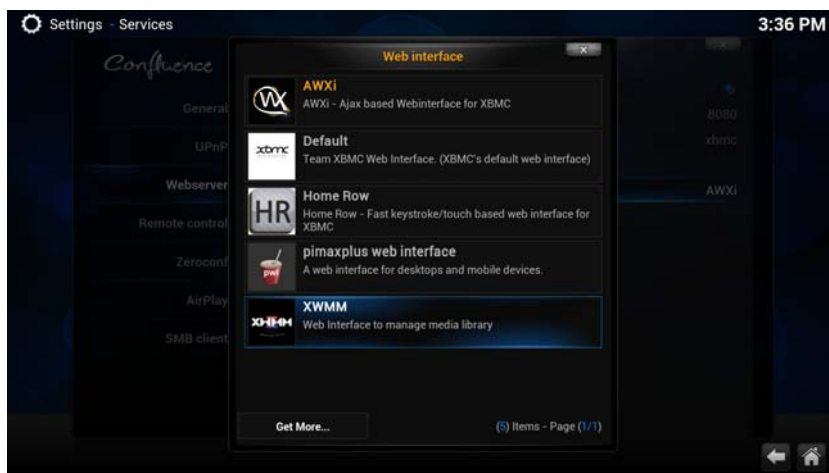 Settings - Services
3:36 PM
Confluence
General
UPnP
Webserver
Remote control
Zeroconf
AirPlay
SMB client
8080
xbmc
AWXi
Web interface
AWXi
AWXi - Ajax based Webinterface for XBMC
xbmc
Default
Team XBMC Web Interface. (XBMC's default web interface)
HR
Home Row
Home Row - Fast keystroke/touch based web interface for
XBMC
pwi
pimaxplus web interface
A web interface for desktops and mobile devices.
XWMM
XWMM
Web Interface to manage media library
Get More...
(5) Items - Page (1/1)